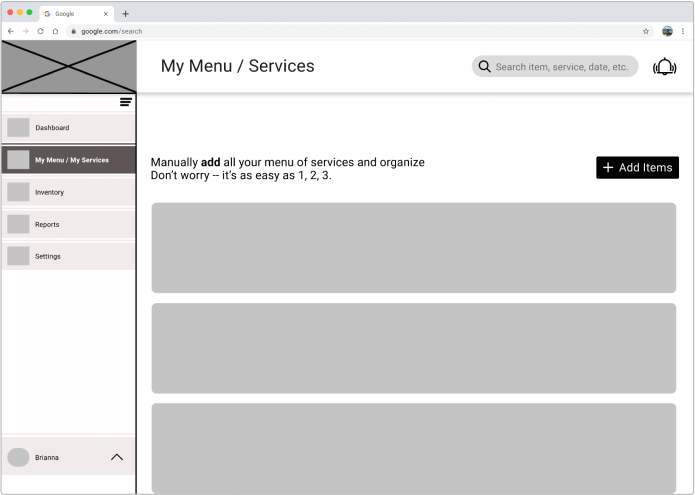 Google
google.com/search
My Menu / Services
Search item, service, date, etc.
Dashboard
My Menu / My Services
Inventory
Reports
Settings
Brianna
Manually add all your menu of services and organize
Don't worry -- it's as easy as 1, 2, 3.
+ Add Items